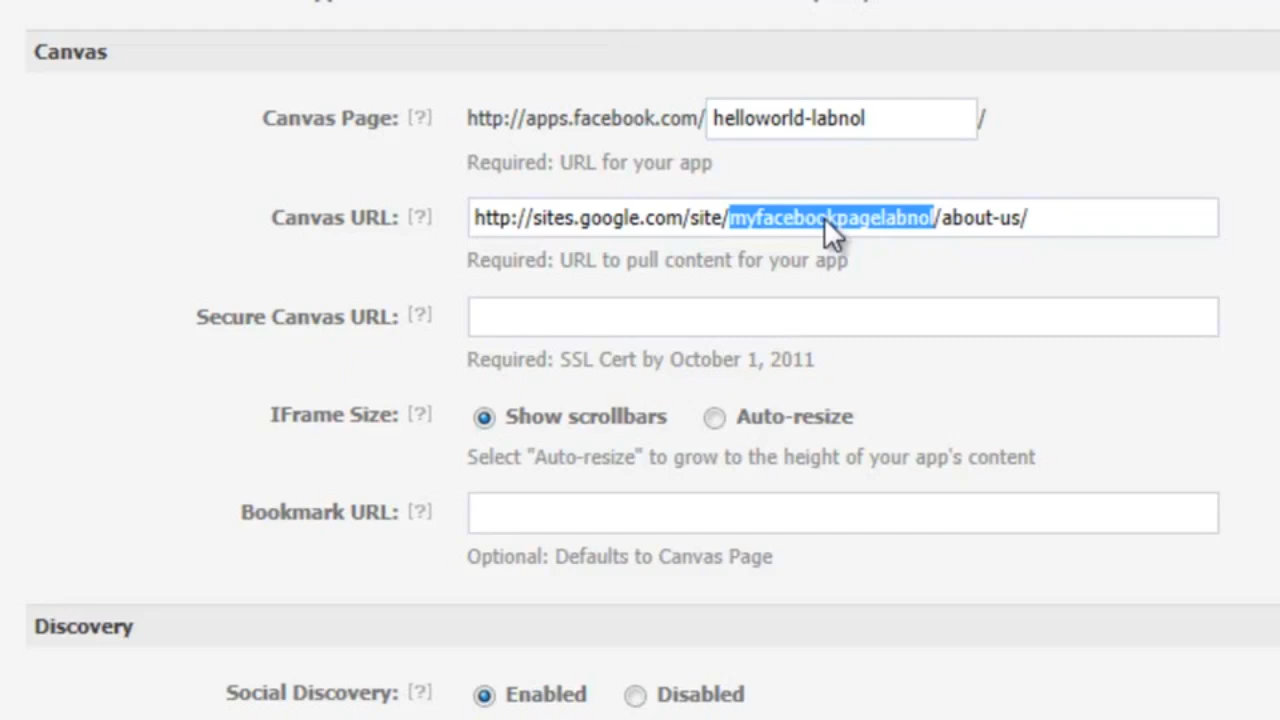 Canvas
Canvas Page: [?] http://apps.facebook.com/ helloworld-labnol /
Required: URL for your app
Canvas URL: [?] http://sites.google.com/site/myfacebookpagelabnol/about-us/
Required: URL to pull content for your app
Secure Canvas URL: [?]
Required: SSL Cert by October 1, 2011
IFrame Size: [?] Show scrollbars Auto-resize
Select "Auto-resize" to grow to the height of your app's content
Bookmark URL: [?]
Optional: Defaults to Canvas Page
Discovery
Social Discovery: [?] Enabled Disabled